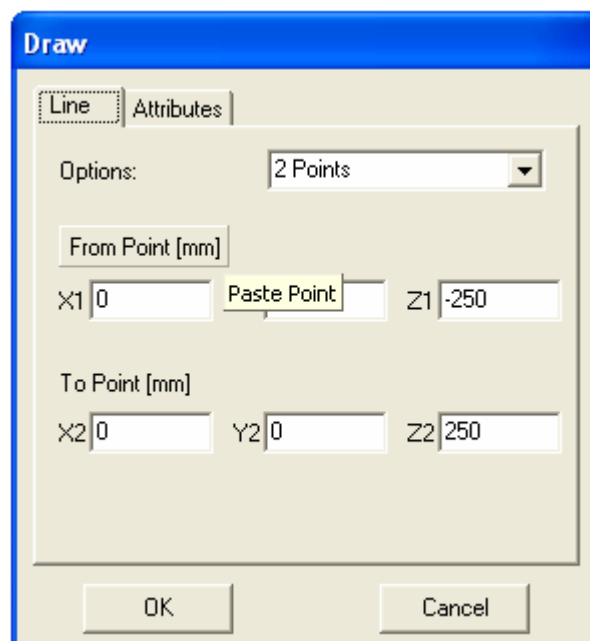 Draw
Line Attributes
Options: 2 Points
From Point [mm]
X1 0 Paste Point Z1 -250
To Point [mm]
X2 0 Y2 0 Z2 250
OK Cancel